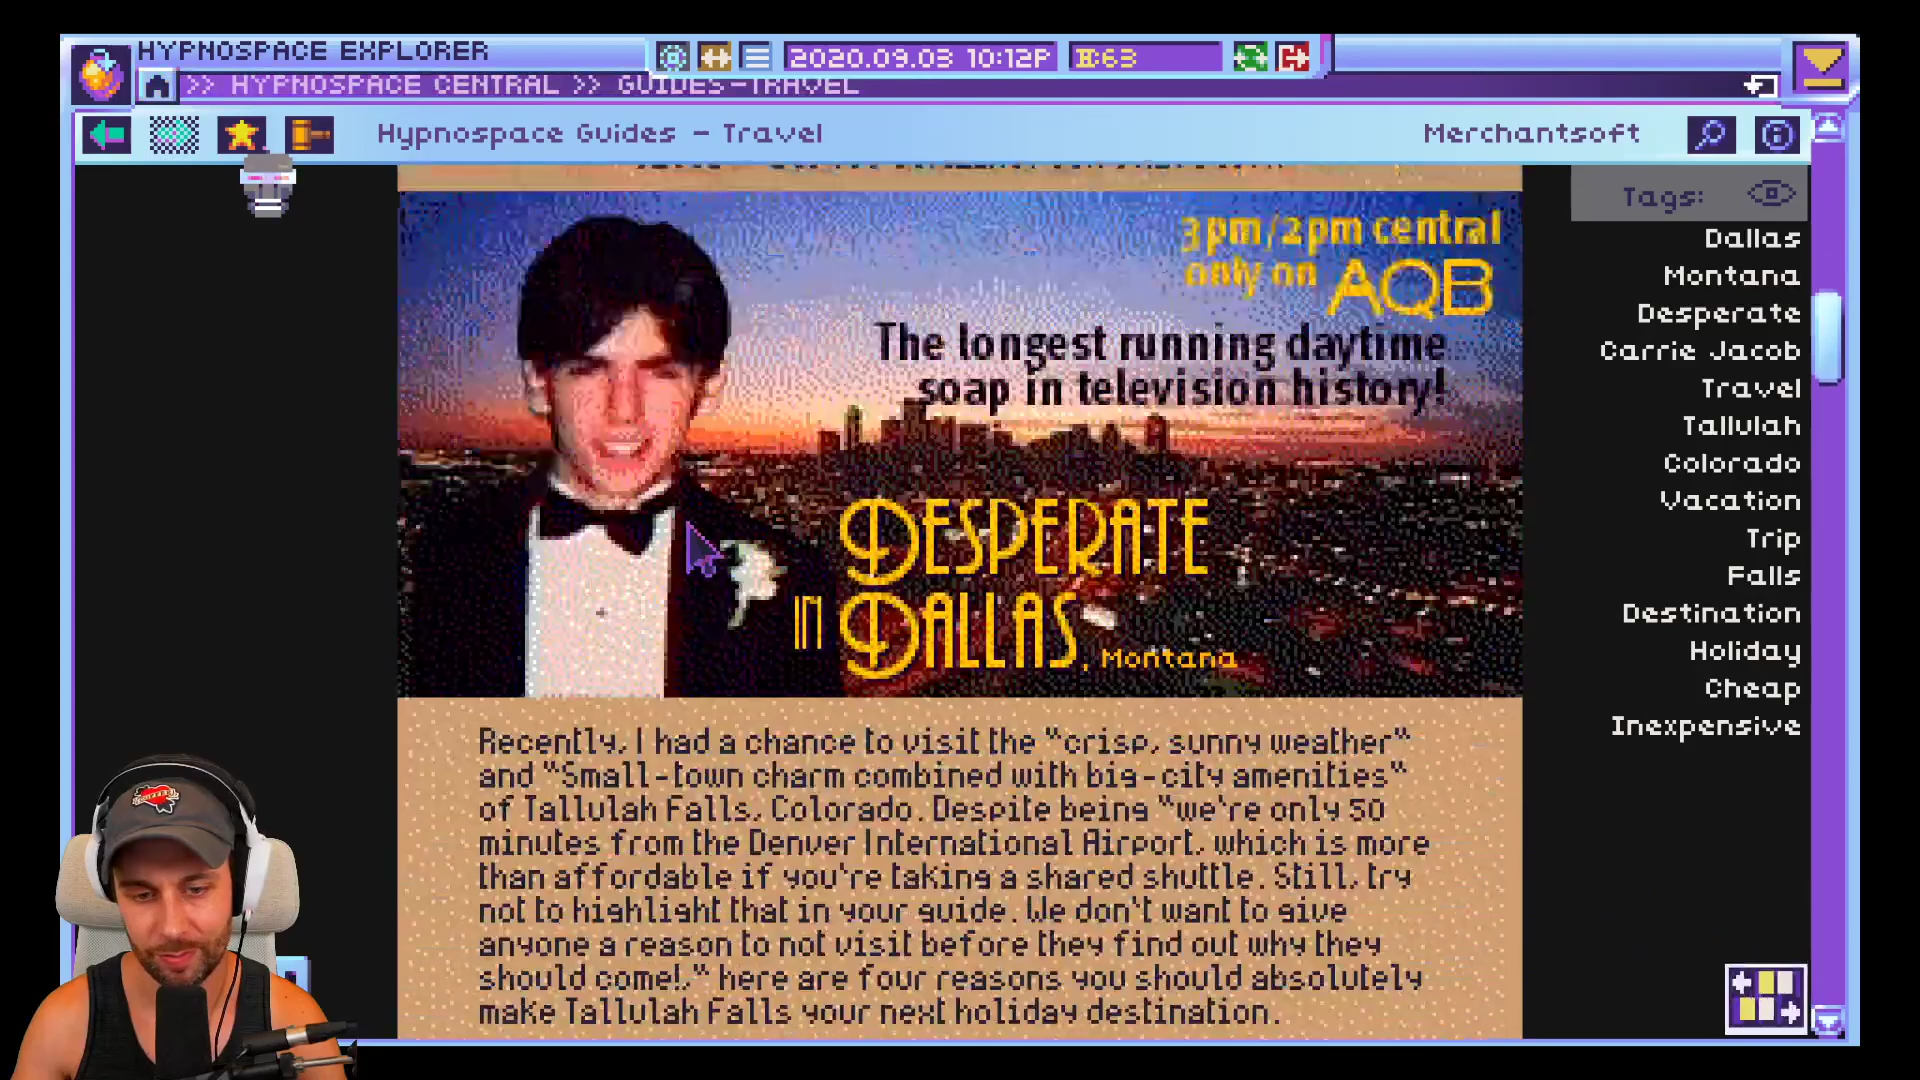 HYPNOSPACE EXPLORER
2020.09.03 10:12P
63
>> HYPNOSPACE CENTRAL >> GUIDES-TRAVEL
Hypnospace Guides - Travel
Merchantsoft
3pm/2pm central
only on AQB
The longest running daytime
soap in television history!
DESPERATE
IN DALLAS, Montana
Recently, I had a chance to visit the "crisp, sunny weather"
and "Small-town charm combined with big-city amenities"
of Tallulah Falls, Colorado. Despite being "we're only 50
minutes from the Denver International Airport, which is more
than affordable if you're taking a shared shuttle. Still, try
not to highlight that in your guide. We don't want to give
anyone a reason to not visit before they find out why they
should come!," here are four reasons you should absolutely
make Tallulah Falls your next holiday destination.
Tags:
Dallas
Montana
Desperate
Carrie Jacob
Travel
Tallulah
Colorado
Vacation
Trip
Falls
Destination
Holiday
Cheap
Inexpensive